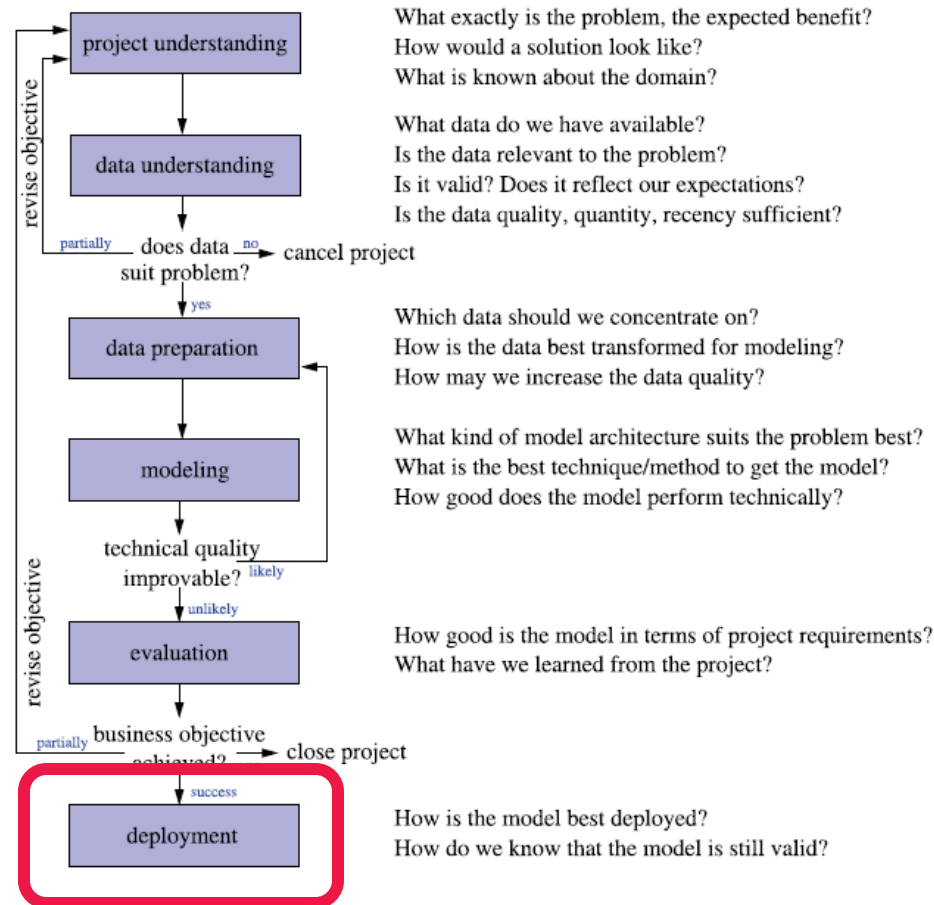 project understanding
What exactly is the problem, the expected benefit?
How would a solution look like?
What is known about the domain?
revise objective
data understanding
What data do we have available?
Is the data relevant to the problem?
Is it valid? Does it reflect our expectations?
Is the data quality, quantity, recency sufficient?
partially
does data
suit problem?
no
cancel project
yes
data preparation
Which data should we concentrate on?
How is the data best transformed for modeling?
How may we increase the data quality?
modeling
What kind of model architecture suits the problem best?
What is the best technique/method to get the model?
How good does the model perform technically?
technical quality
improvable?
likely
unlikely
revise objective
evaluation
How good is the model in terms of project requirements?
What have we learned from the project?
partially
business objective
achieved?
close project
success
deployment
How is the model best deployed?
How do we know that the model is still valid?